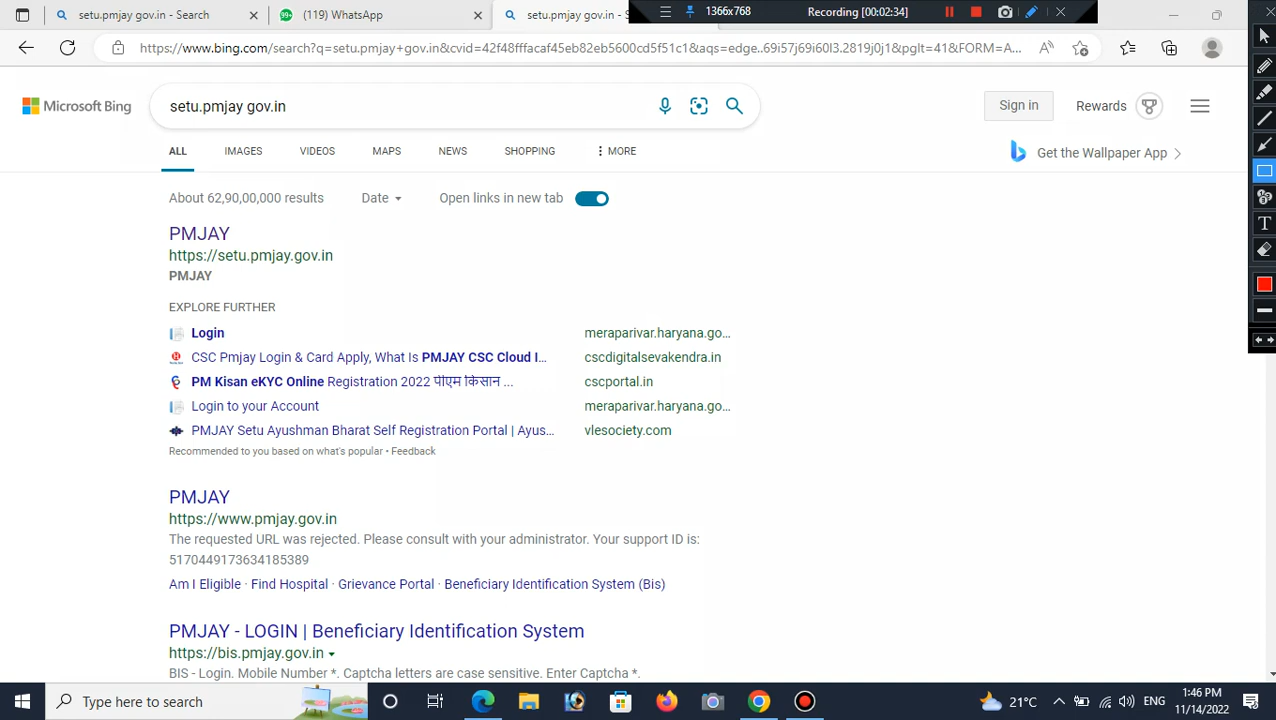 setu.pmjay gov.in - Search
(119) WhatsApp
setu.pmjay gov.in - S
1366x768
Recording [00:02:34]
https://www.bing.com/search?q=setu.pmjay+gov.in&cvid=42f48fffacaf45eb82eb5600cd5f51c1&aqs=edge..69i57j69i60l3.2819j0j1&pglt=41&FORM=A...
Microsoft Bing
setu.pmjay gov.in
Sign in
Rewards
ALL IMAGES VIDEOS MAPS NEWS SHOPPING MORE
Get the Wallpaper App
About 62,90,00,000 results
Date
Open links in new tab
PMJAY
https://setu.pmjay.gov.in
PMJAY
EXPLORE FURTHER
Login meraparivar.haryana.go...
CSC Pmjay Login & Card Apply, What Is PMJAY CSC Cloud I... cscdigitalsevakendra.in
PM Kisan eKYC Online Registration 2022 पीएम किसान ... cscportal.in
Login to your Account meraparivar.haryana.go...
PMJAY Setu Ayushman Bharat Self Registration Portal | Ayus... vlesociety.com
Recommended to you based on what's popular • Feedback
PMJAY
https://www.pmjay.gov.in
The requested URL was rejected. Please consult with your administrator. Your support ID is:
5170449173634185389
Am I Eligible · Find Hospital · Grievance Portal · Beneficiary Identification System (Bis)
PMJAY - LOGIN | Beneficiary Identification System
https://bis.pmjay.gov.in
BIS - Login. Mobile Number *. Captcha letters are case sensitive. Enter Captcha *.
Type here to search
21°C
ENG
1:46 PM
11/14/2022